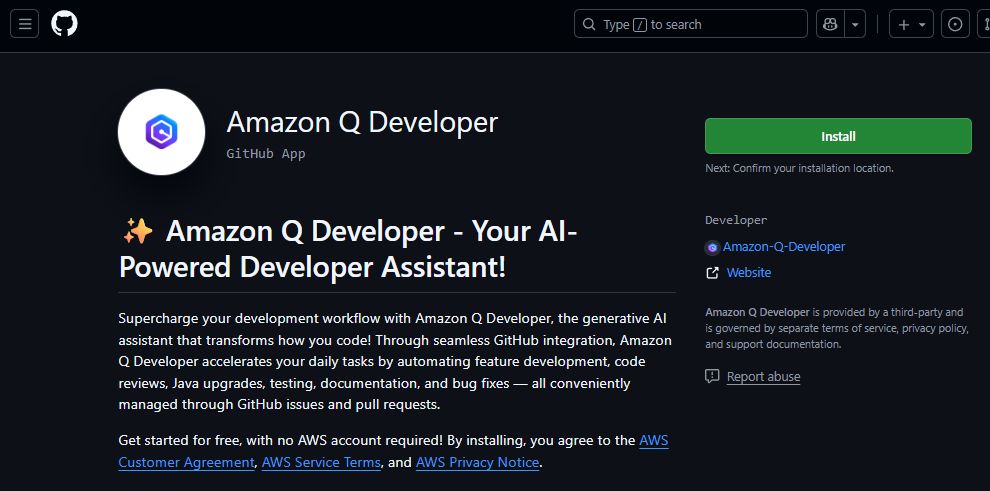 Type / to search
Amazon Q Developer
GitHub App
Install
Next: Confirm your installation location.
✨ Amazon Q Developer - Your AI-
Powered Developer Assistant!
Supercharge your development workflow with Amazon Q Developer, the generative AI
assistant that transforms how you code! Through seamless GitHub integration, Amazon
Q Developer accelerates your daily tasks by automating feature development, code
reviews, Java upgrades, testing, documentation, and bug fixes — all conveniently
managed through GitHub issues and pull requests.
Get started for free, with no AWS account required! By installing, you agree to the AWS
Customer Agreement, AWS Service Terms, and AWS Privacy Notice.
Developer
Amazon-Q-Developer
Website
Amazon Q Developer is provided by a third-party and
is governed by separate terms of service, privacy policy,
and support documentation.
Report abuse